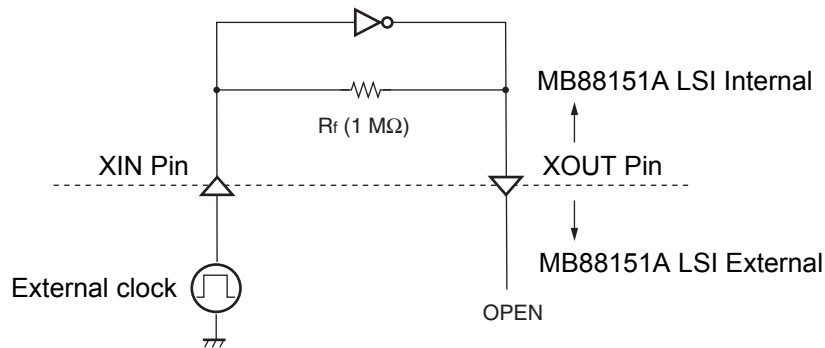 MB88151A LSI Internal
Rf (1 MΩ)
XIN Pin
XOUT Pin
MB88151A LSI External
External clock
OPEN